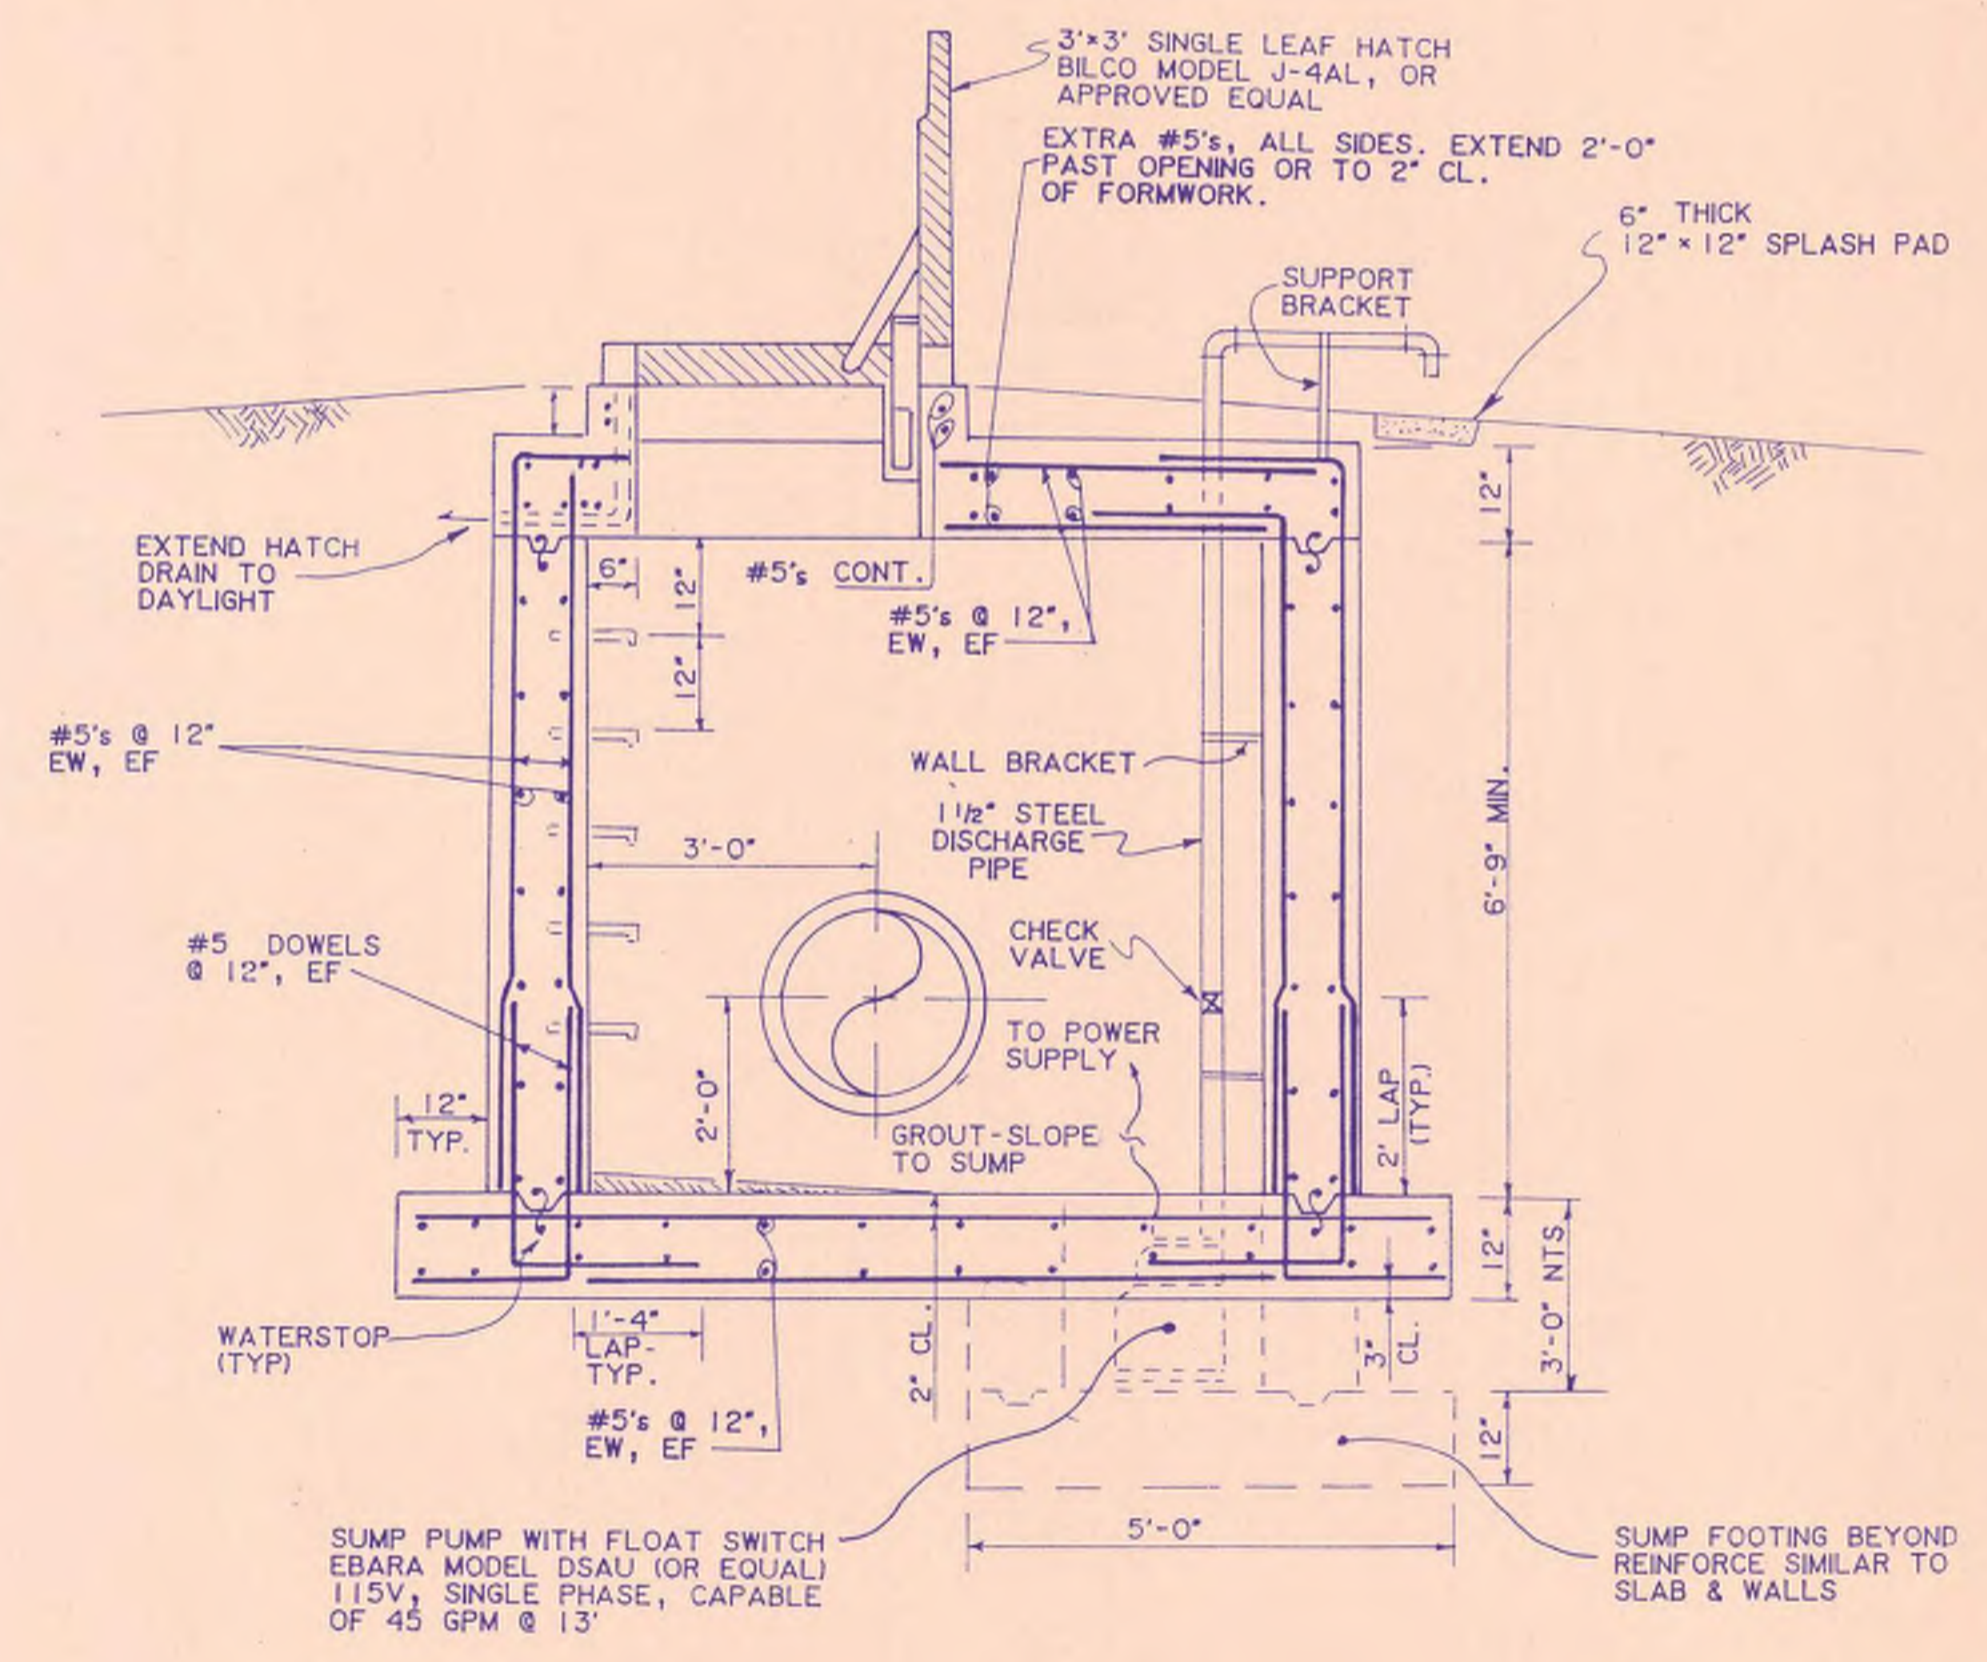 3'×3' SINGLE LEAF HATCH
BILCO MODEL J-4AL, OR
APPROVED EQUAL
EXTRA #5's, ALL SIDES. EXTEND 2'-0"
PAST OPENING OR TO 2" CL.
OF FORMWORK.
6" THICK
12" × 12" SPLASH PAD
SUPPORT
BRACKET
12"
EXTEND HATCH
DRAIN TO
DAYLIGHT
6"
12"
#5's CONT.
#5's @ 12",
EW, EF
12"
#5's @ 12"
EW, EF
WALL BRACKET
1 1/2" STEEL
DISCHARGE
PIPE
3'-0"
6'-9" MIN.
#5 DOWELS
@ 12", EF
CHECK
VALVE
TO POWER
SUPPLY
2'-0"
2' LAP
(TYP.)
12"
TYP.
GROUT-SLOPE
TO SUMP
12"
3'-0" NTS
WATERSTOP
(TYP)
1'-4"
LAP-
TYP.
2" CL.
3"
CL.
#5's @ 12",
EW, EF
12"
5'-0"
SUMP PUMP WITH FLOAT SWITCH
EBARA MODEL DSAU (OR EQUAL)
115V, SINGLE PHASE, CAPABLE
OF 45 GPM @ 13'
SUMP FOOTING BEYOND
REINFORCE SIMILAR TO
SLAB & WALLS